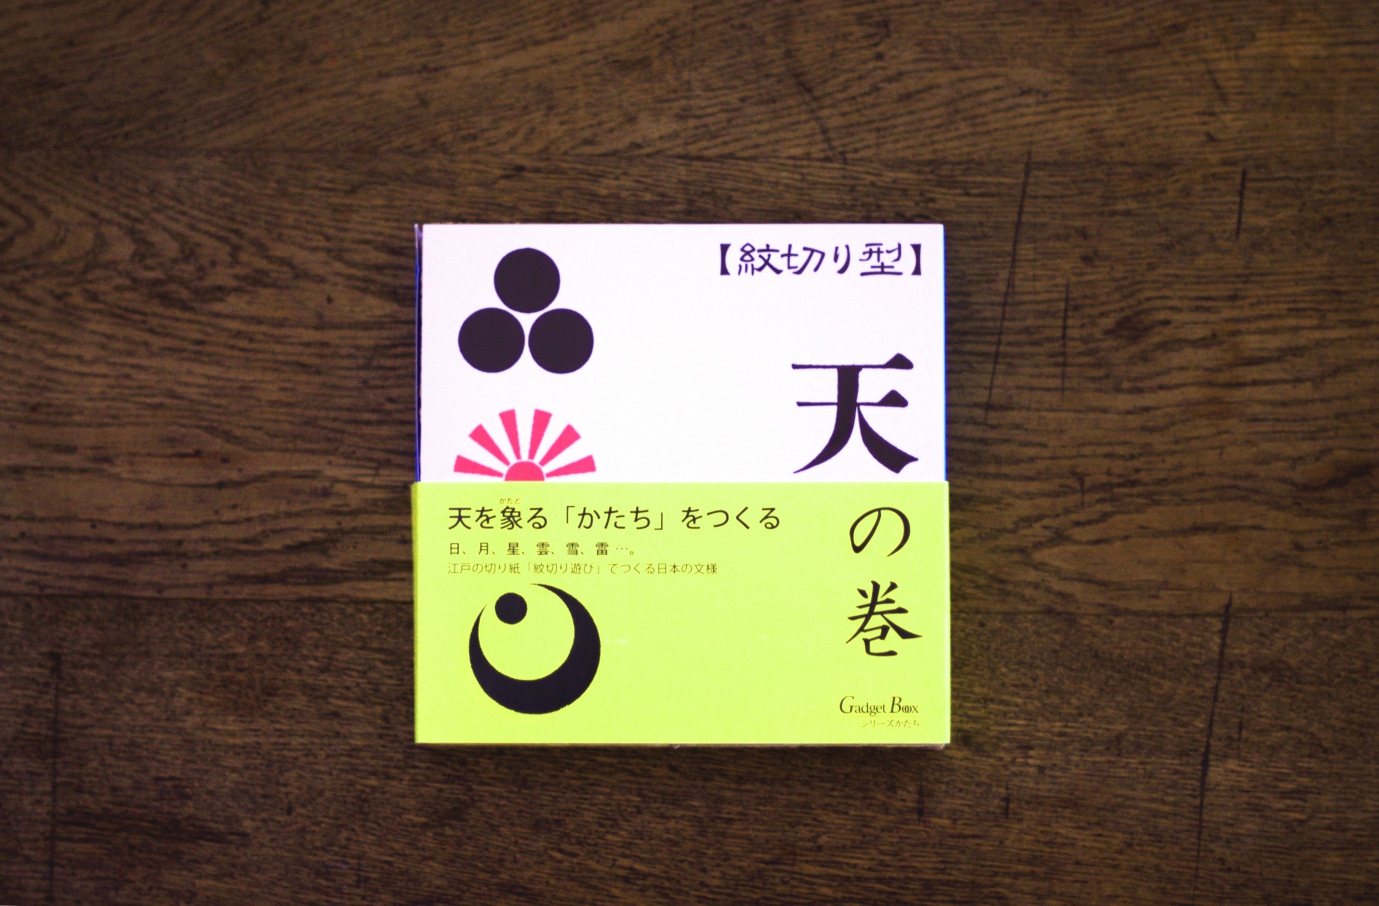 【紋切り型】
天の巻
天を象る「かたち」をつくる
かたど
日、月、星、雲、雪、雷…。
江戸の切り紙「紋切り遊び」でつくる日本の文様
Gadget Box
シリーズかたち